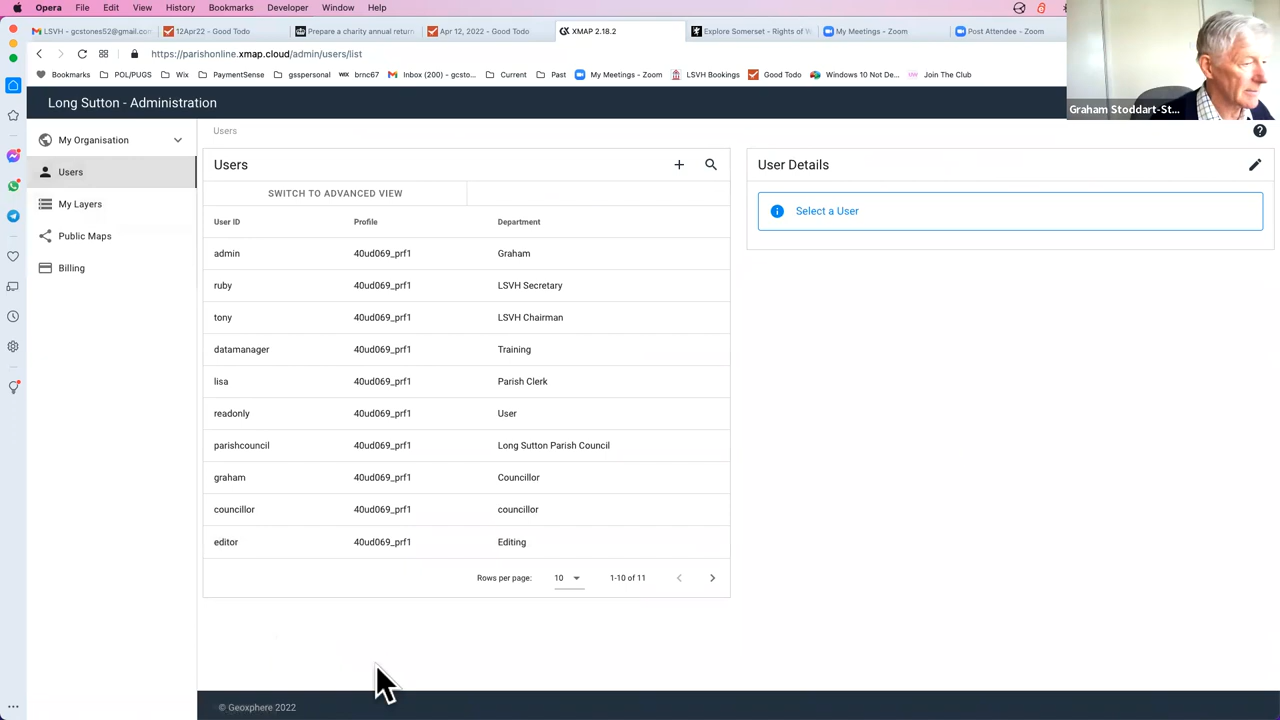 Opera File Edit View History Bookmarks Developer Window Help
LSVH - gcstones52@gmail.con 12Apr22 - Good Todo Prepare a charity annual return Apr 12, 2022 - Good Todo XMAP 2.18.2 Explore Somerset - Rights of W My Meetings - Zoom Post Attendee - Zoom
https://parishonline.xmap.cloud/admin/users/list
Bookmarks POL/PUGS Wix PaymentSense gsspersonal WIX brnc67 Inbox (200) - gcsto... Current Past My Meetings - Zoom LSVH Bookings Good Todo Windows 10 Not De... Join The Club
Long Sutton - Administration
Graham Stoddart-St...
My Organisation
Users
My Layers
Public Maps
Billing
Users
Users
SWITCH TO ADVANCED VIEW
User ID Profile Department
admin 40ud069_prf1 Graham
ruby 40ud069_prf1 LSVH Secretary
tony 40ud069_prf1 LSVH Chairman
datamanager 40ud069_prf1 Training
lisa 40ud069_prf1 Parish Clerk
readonly 40ud069_prf1 User
parishcouncil 40ud069_prf1 Long Sutton Parish Council
graham 40ud069_prf1 Councillor
councillor 40ud069_prf1 councillor
editor 40ud069_prf1 Editing
Rows per page: 10 1-10 of 11
User Details
Select a User
© Geoxphere 2022